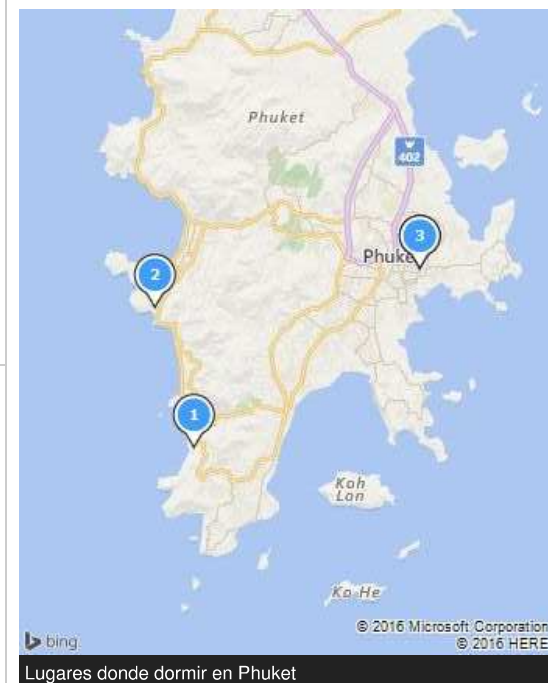 Phuket
402
3
Phuke
2
1
Koh
Lon
Ko He
bing
© 2016 Microsoft Corporation
© 2016 HERE
Lugares donde dormir en Phuket